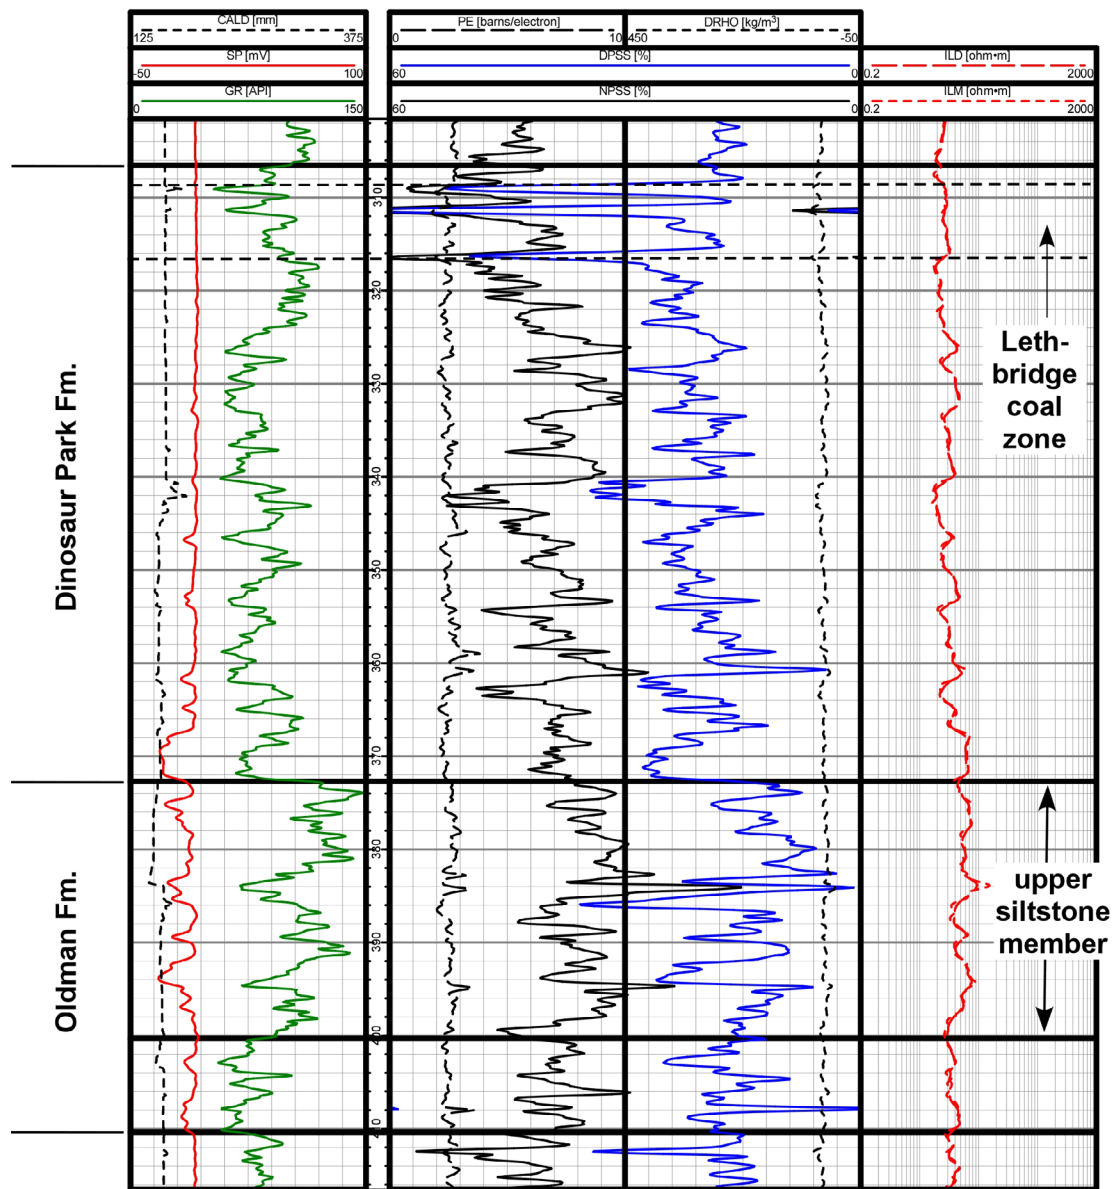 CALD [mm]
125 375
PE [barns/electron]
0 10
DRHO [kg/m³]
450 -50
SP [mV]
-50 100
DPSS [%]
60 0
ILD [ohm•m]
0.2 2000
GR [API]
0 150
NPSS [%]
60 0
ILM [ohm•m]
0.2 2000
310
320
330
340
350
360
370
380
390
400
410
Dinosaur Park Fm.
Oldman Fm.
Leth-
bridge
coal
zone
upper
siltstone
member